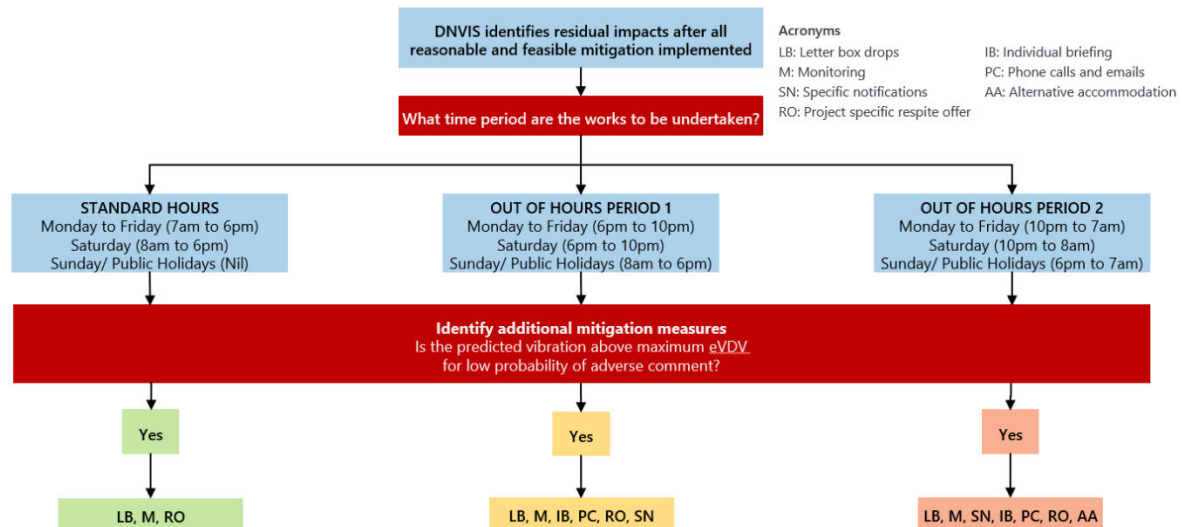 DNVIS identifies residual impacts after all
reasonable and feasible mitigation implemented
Acronyms
LB: Letter box drops
IB: Individual briefing
M: Monitoring
PC: Phone calls and emails
SN: Specific notifications
AA: Alternative accommodation
RO: Project specific respite offer
What time period are the works to be undertaken?
STANDARD HOURS
Monday to Friday (7am to 6pm)
Saturday (8am to 6pm)
Sunday/ Public Holidays (Nil)
OUT OF HOURS PERIOD 1
Monday to Friday (6pm to 10pm)
Saturday (6pm to 10pm)
Sunday/ Public Holidays (8am to 6pm)
OUT OF HOURS PERIOD 2
Monday to Friday (10pm to 7am)
Saturday (10pm to 8am)
Sunday/ Public Holidays (6pm to 7am)
Identify additional mitigation measures
Is the predicted vibration above maximum eVDV
for low probability of adverse comment?
Yes
Yes
Yes
LB, M, RO
LB, M, IB, PC, RO, SN
LB, M, SN, IB, PC, RO, AA